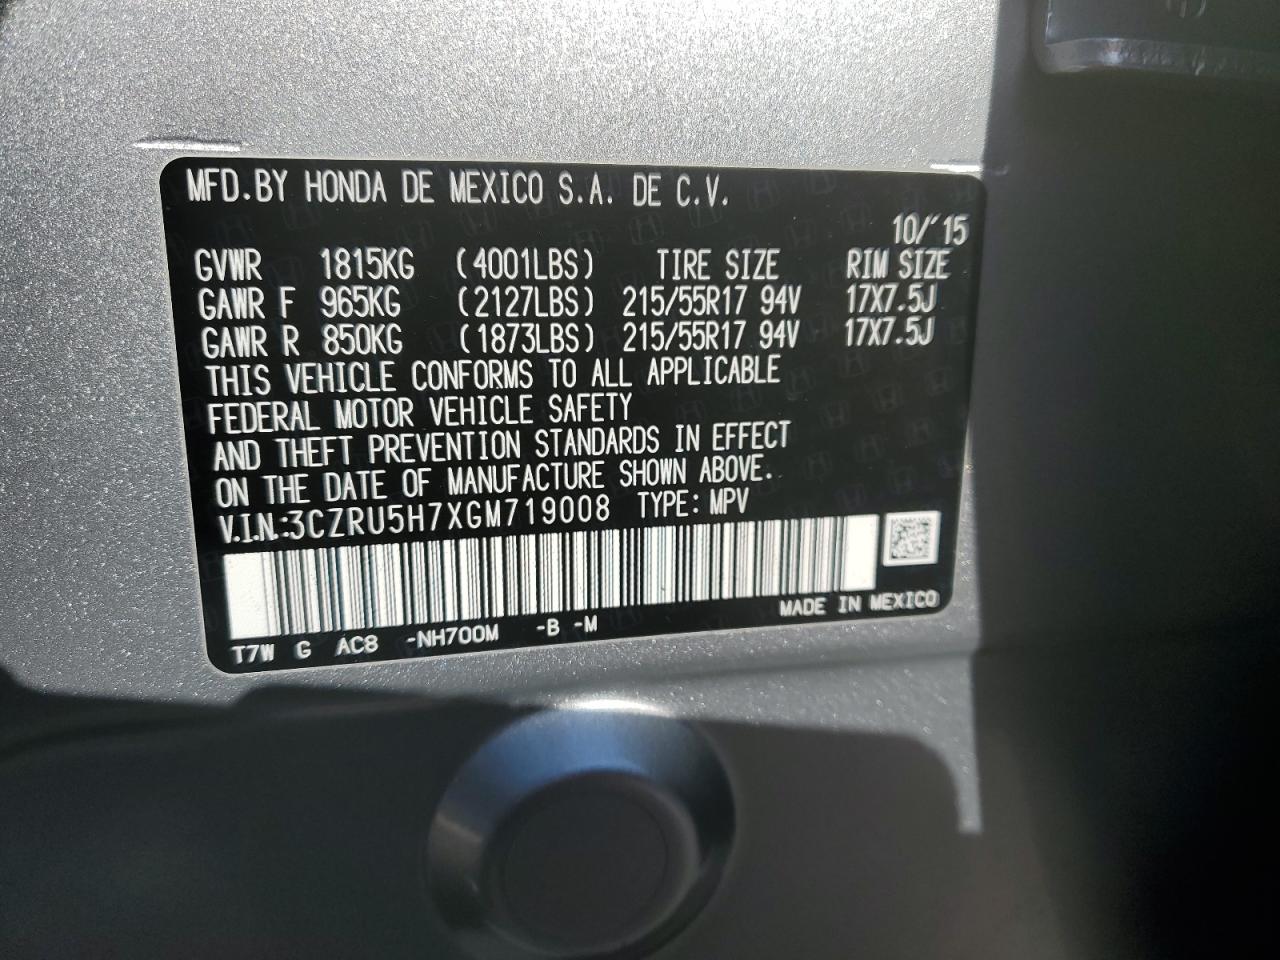 MFD.BY HONDA DE MEXICO S.A. DE C.V.
10/'15
GVWR 1815KG (4001LBS) TIRE SIZE RIM SIZE
GAWR F 965KG (2127LBS) 215/55R17 94V 17X7.5J
GAWR R 850KG (1873LBS) 215/55R17 94V 17X7.5J
THIS VEHICLE CONFORMS TO ALL APPLICABLE
FEDERAL MOTOR VEHICLE SAFETY
AND THEFT PREVENTION STANDARDS IN EFFECT
ON THE DATE OF MANUFACTURE SHOWN ABOVE.
V.I.N.:3CZRU5H7XGM719008 TYPE: MPV
MADE IN MEXICO
T7W G AC8 -NH700M -B -M